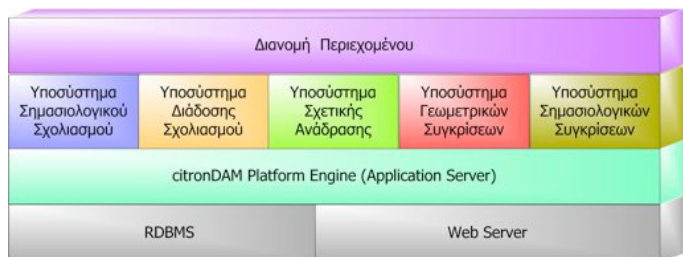 Διανομή Περιεχομένου
Υποσύστημα
Σημασιολογικού
Σχολιασμού
Υποσύστημα
Διάδοσης
Σχολιασμού
Υποσύστημα
Σχετικής
Ανάδρασης
Υποσύστημα
Γεωμετρικών
Συγκρίσεων
Υποσύστημα
Σημασιολογικών
Συγκρίσεων
citronDAM Platform Engine (Application Server)
RDBMS
Web Server